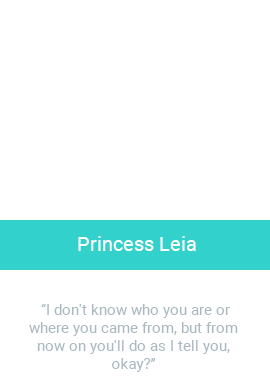 Princess Leia
“I don't know who you are or
where you came from, but from
now on you'll do as I tell you,
okay?”